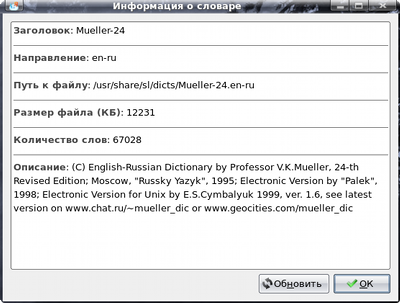 Информация о словаре
Заголовок: Mueller-24
Направление: en-ru
Путь к файлу: /usr/share/sl/dicts/Mueller-24.en-ru
Размер файла (КБ): 12231
Количество слов: 67028
Описание: (C) English-Russian Dictionary by Professor V.K.Mueller, 24-th
Revised Edition; Moscow, "Russky Yazyk", 1995; Electronic Version by "Palek",
1998; Electronic Version for Unix by E.S.Cymbalyuk 1999, ver. 1.6, see latest
version on www.chat.ru/~mueller_dic or www.geocities.com/mueller_dic
Обновить
OK